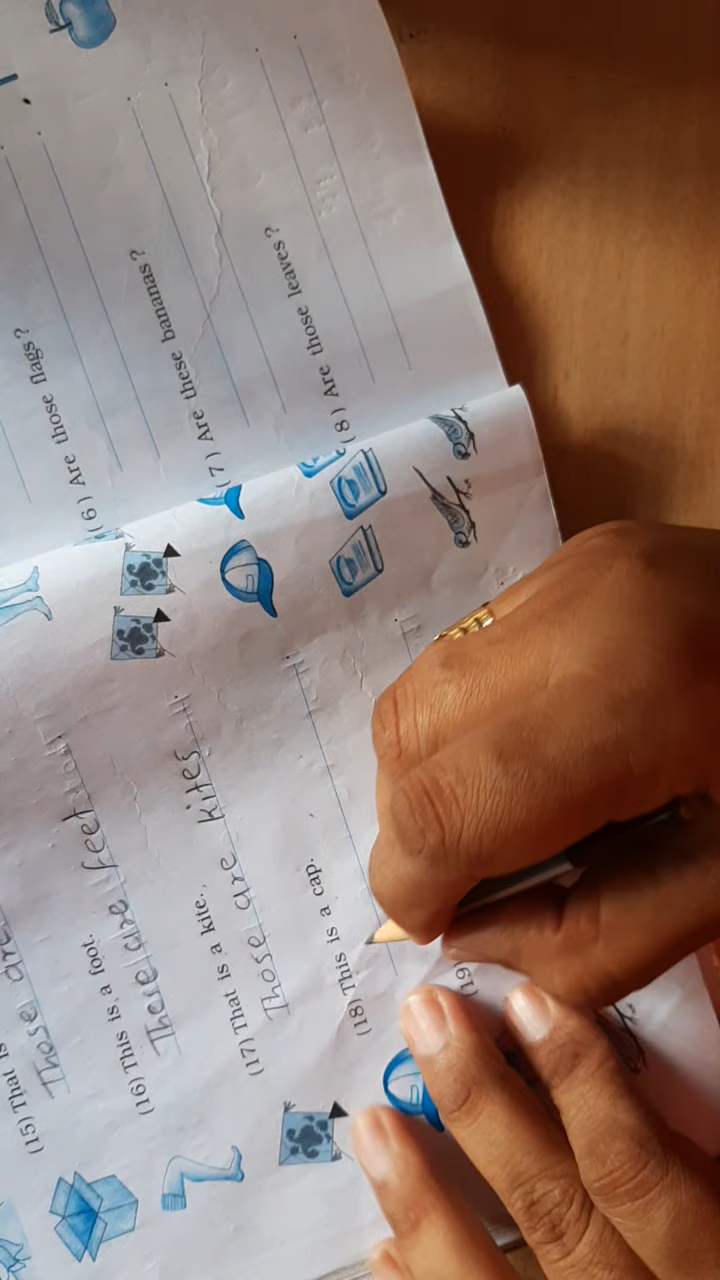 (15) That is
Those are
(16) This is a foot.
These are feet
(17) That is a kite.
Those are kites
(18) This is a cap.
(19)
(6) Are those flags?
(7) Are these bananas?
(8) Are those leaves?